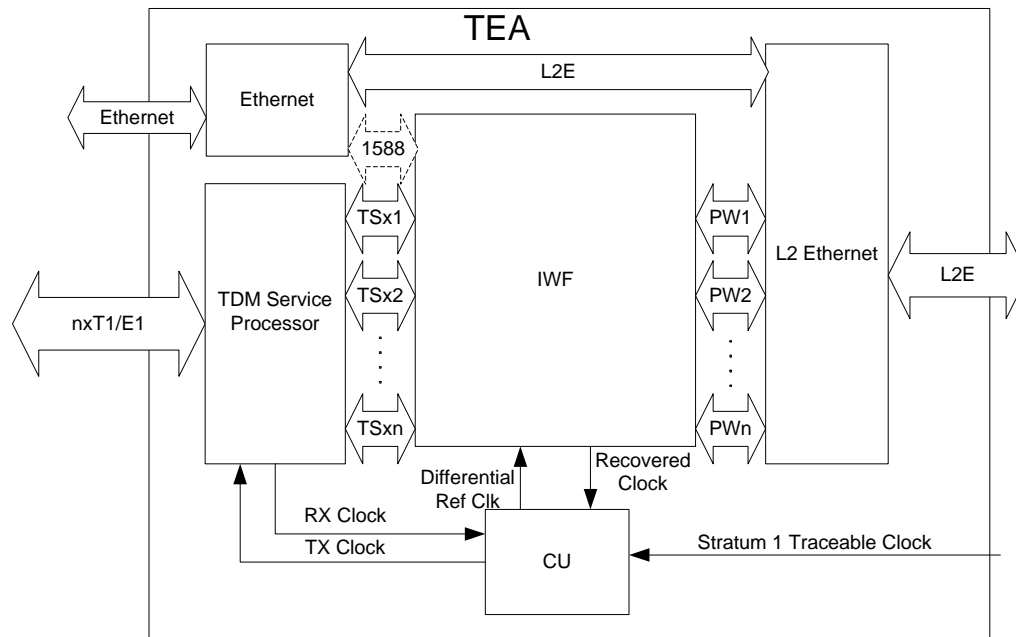 TEA
Ethernet
L2E
Ethernet
1588
TSx1
PW1
L2 Ethernet
L2E
TDM Service
Processor
TSx2
IWF
PW2
nxT1/E1
. . . .
. . . .
TSxn
PWn
Differential
Ref Clk
Recovered
Clock
RX Clock
TX Clock
CU
Stratum 1 Traceable Clock